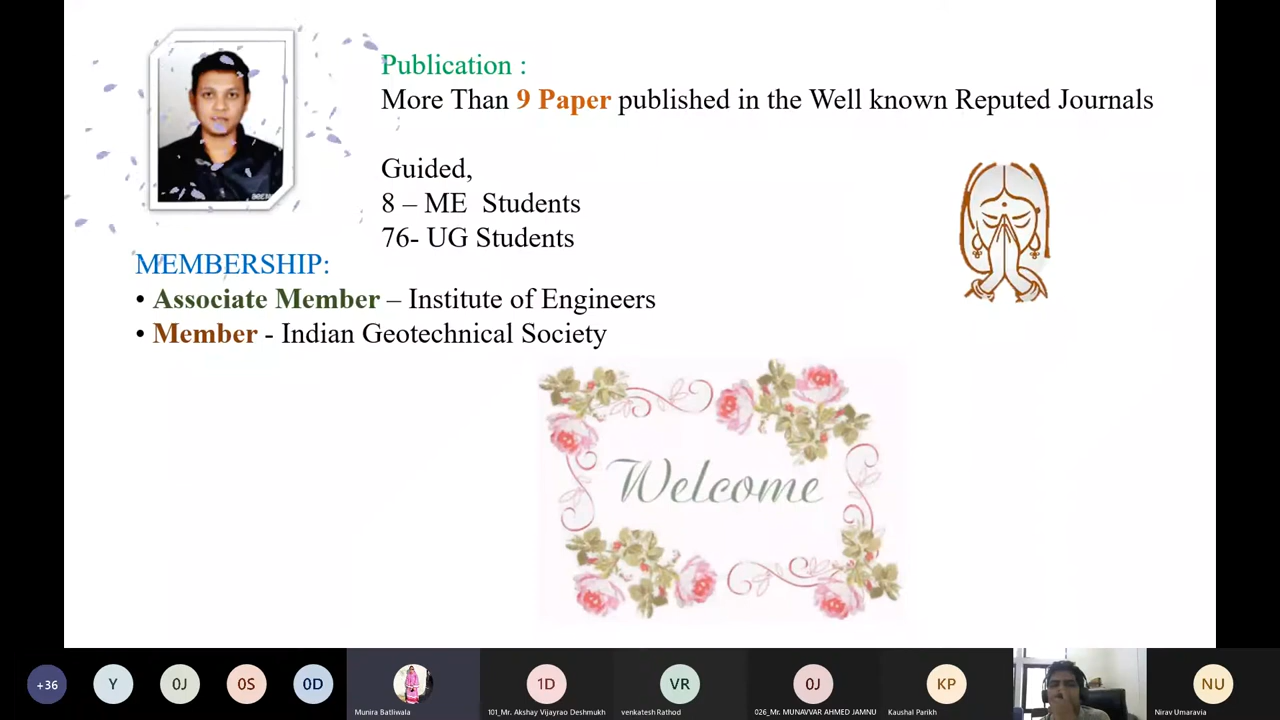 Publication :
More Than 9 Paper published in the Well known Reputed Journals
Guided,
8 – ME Students
76- UG Students
MEMBERSHIP:
• Associate Member – Institute of Engineers
• Member - Indian Geotechnical Society
Welcome
+36
Y
0J
0S
0D
Munira Batliwala
1D
101_Mr. Akshay Vijayrao Deshmukh
VR
venkatesh Rathod
0J
026_Mr. MUNAVVAR AHMED JAMNU
KP
Kaushal Parikh
NU
Nirav Umaravia